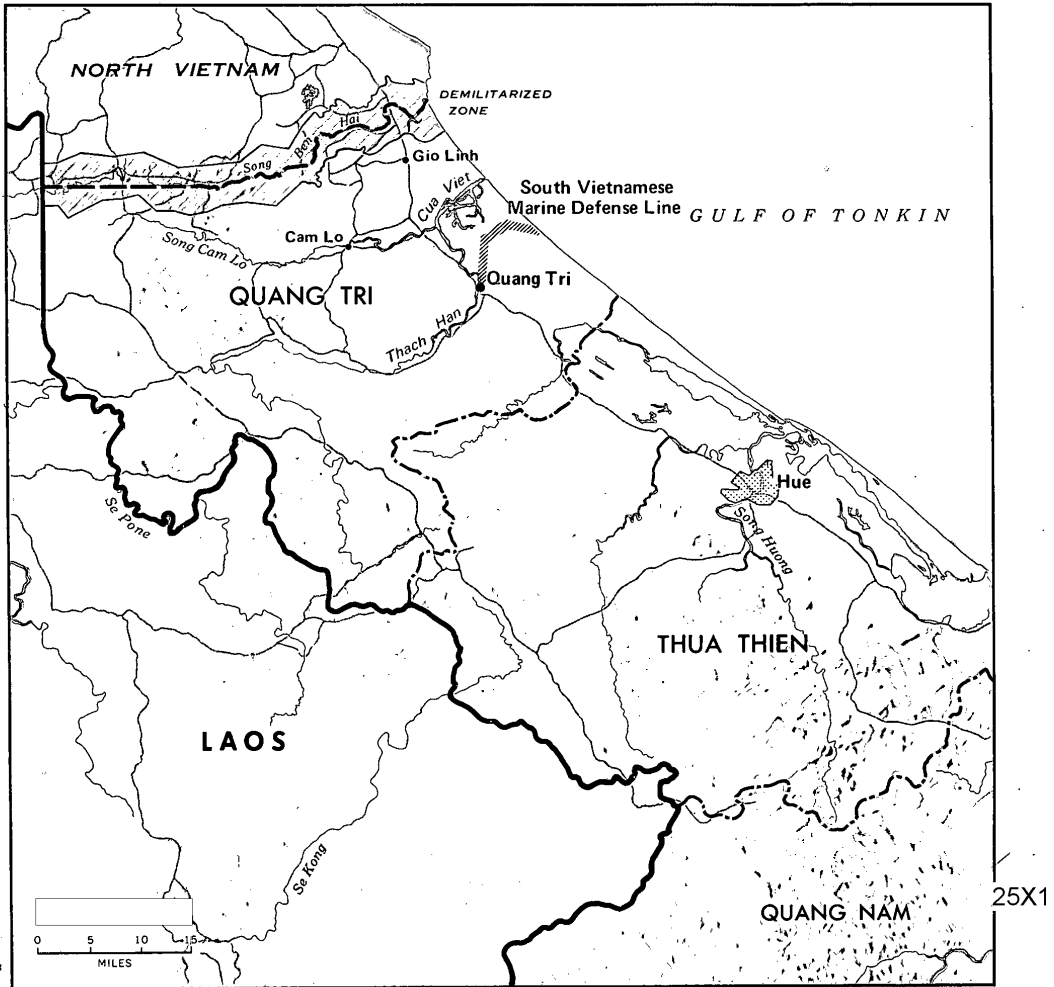 NORTH VIETNAM
DEMILITARIZED
ZONE
Song Ben Hai
Gio Linh
Cua Viet
South Vietnamese
Marine Defense Line
GULF OF TONKIN
Cam Lo
Song Cam Lo
Quang Tri
QUANG TRI
Thach Han
Hue
Se Pone
Song Huong
THUA THIEN
LAOS
Se Kong
25X1
QUANG NAM
0 5 10 15
MILES